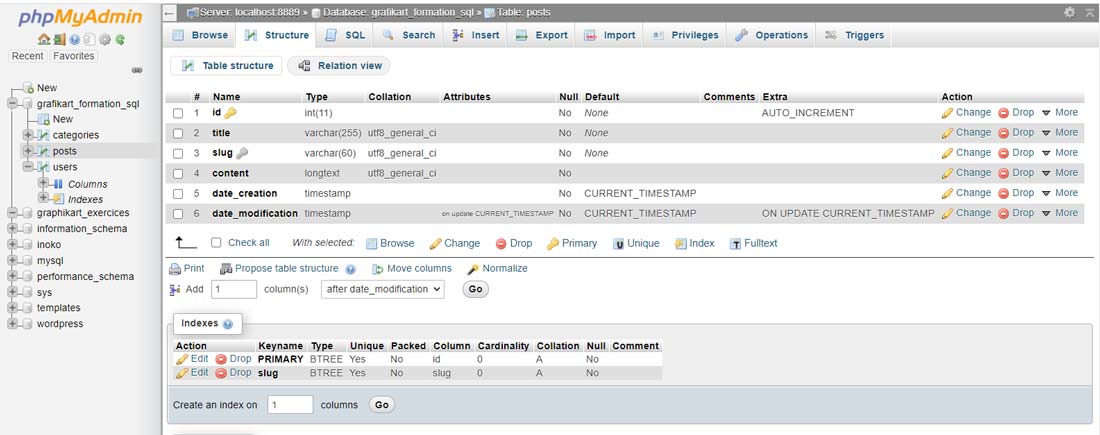 phpMyAdmin
Recent Favorites
New
grafikart_formation_sql
New
categories
posts
users
Columns
Indexes
graphikart_exercices
information_schema
inoko
mysql
performance_schema
sys
templates
wordpress
Server: localhost:8889 » Database: grafikart_formation_sql » Table: posts
Browse Structure SQL Search Insert Export Import Privileges Operations Triggers
Table structure Relation view
# Name Type Collation Attributes Null Default Comments Extra Action
1 id int(11) No None AUTO_INCREMENT Change Drop More
2 title varchar(255) utf8_general_ci No None Change Drop More
3 slug varchar(60) utf8_general_ci No None Change Drop More
4 content longtext utf8_general_ci No Change Drop More
5 date_creation timestamp No CURRENT_TIMESTAMP Change Drop More
6 date_modification timestamp on update CURRENT_TIMESTAMP No CURRENT_TIMESTAMP ON UPDATE CURRENT_TIMESTAMP Change Drop More
Check all With selected: Browse Change Drop Primary Unique Index Fulltext
Print Propose table structure Move columns Normalize
Add 1 column(s) after date_modification Go
Indexes
Action Keyname Type Unique Packed Column Cardinality Collation Null Comment
Edit Drop PRIMARY BTREE Yes No id 0 A No
Edit Drop slug BTREE Yes No slug 0 A No
Create an index on 1 columns Go